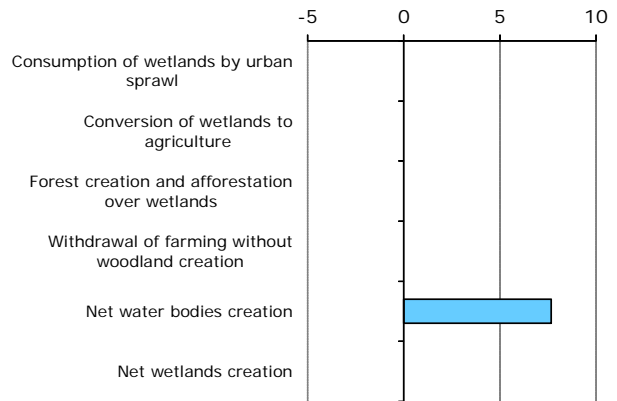 -5 0 5 10
Consumption of wetlands by urban
sprawl
Conversion of wetlands to
agriculture
Forest creation and afforestation
over wetlands
Withdrawal of farming without
woodland creation
Net water bodies creation
Net wetlands creation